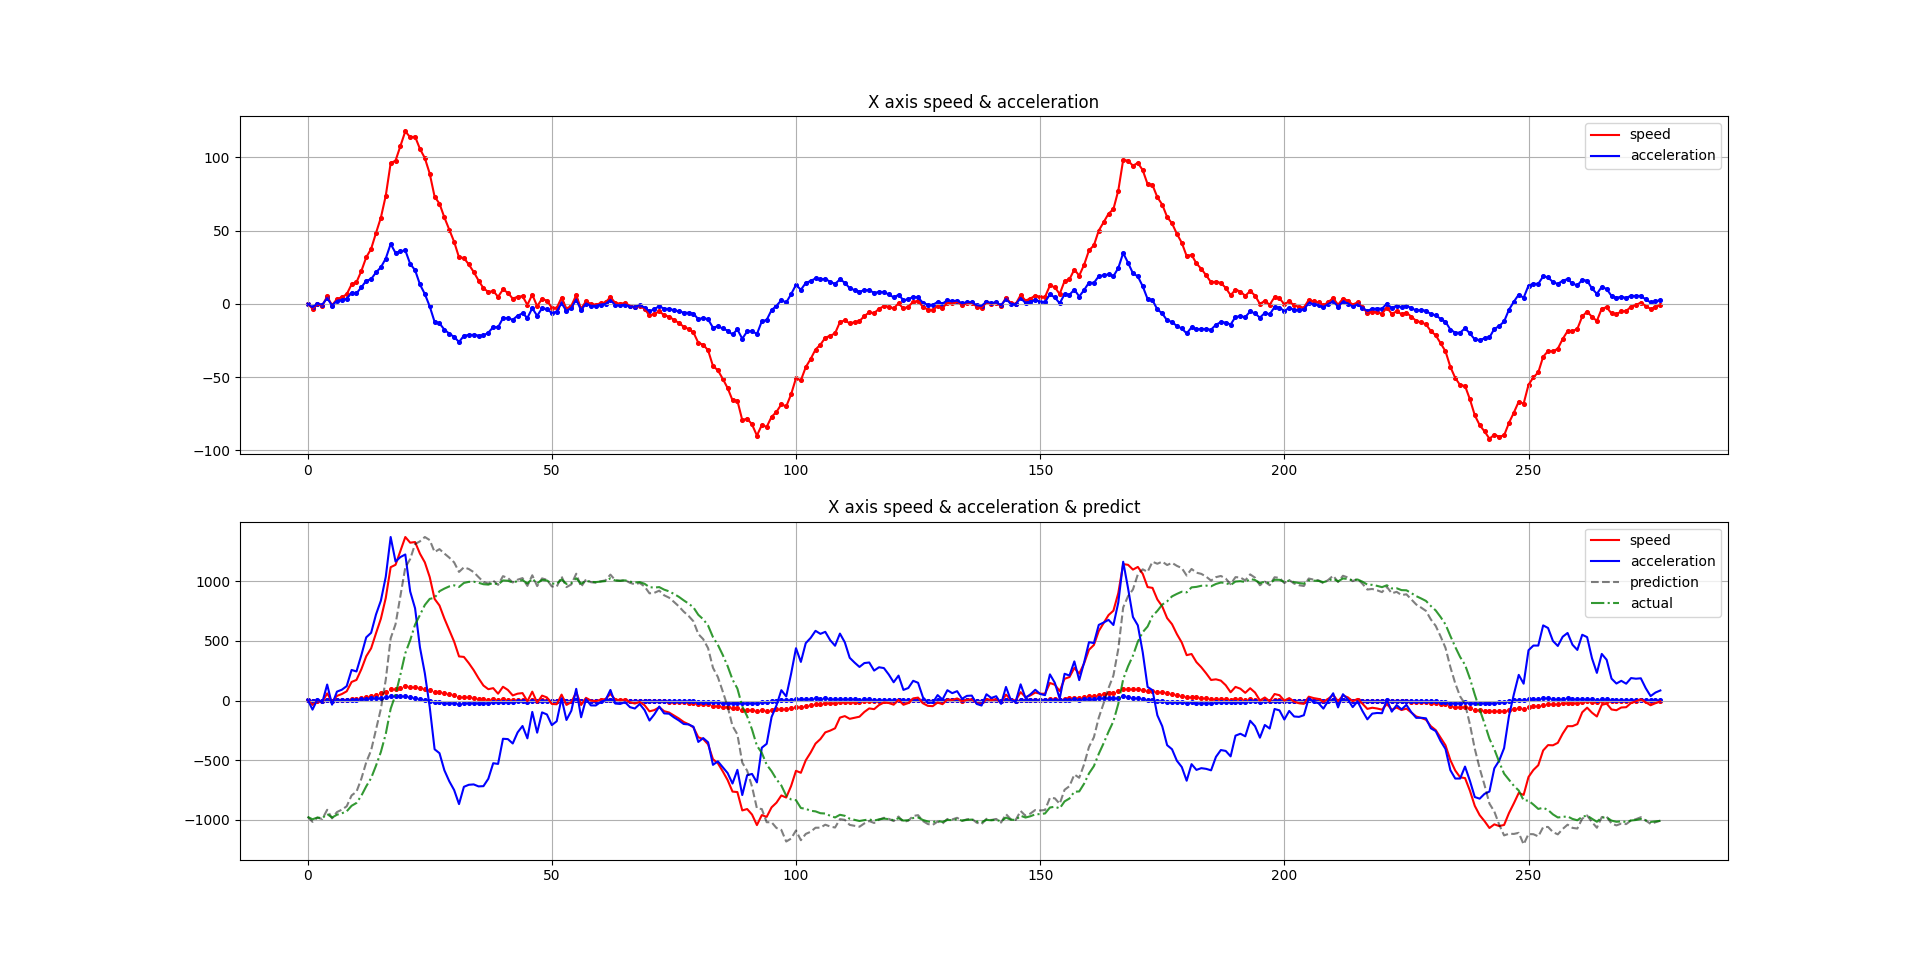 X axis speed & acceleration
speed
acceleration
100
50
0
−50
−100
0 50 100 150 200 250
X axis speed & acceleration & predict
speed
acceleration
prediction
actual
1000
500
0
−500
−1000
0 50 100 150 200 250